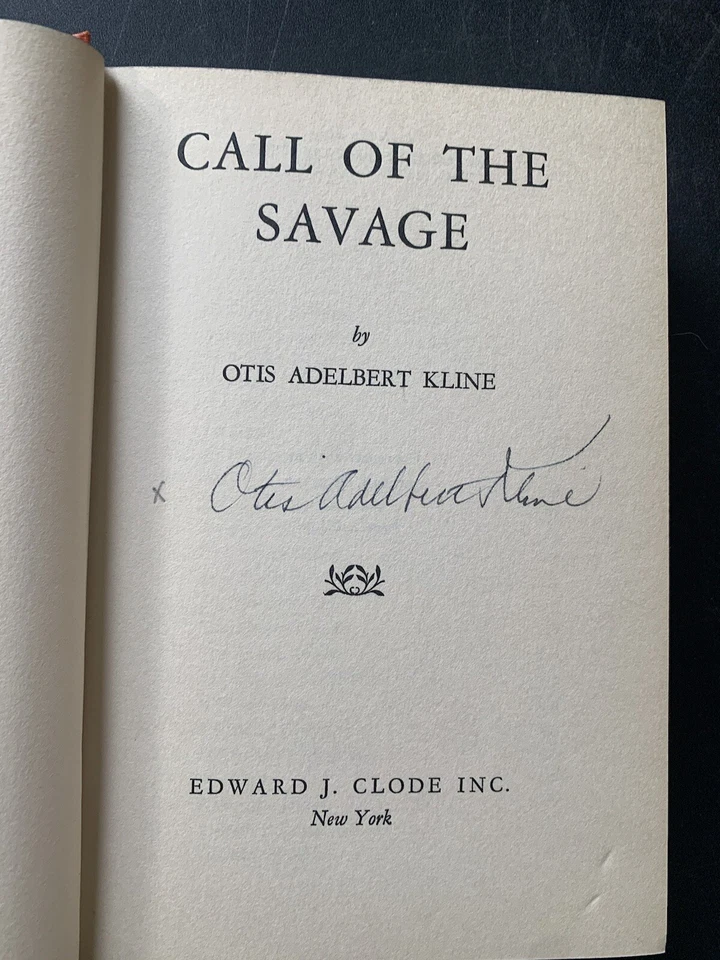 CALL OF THE
SAVAGE
by
OTIS ADELBERT KLINE
x Otis Adelbert Kline
EDWARD J. CLODE INC.
New York